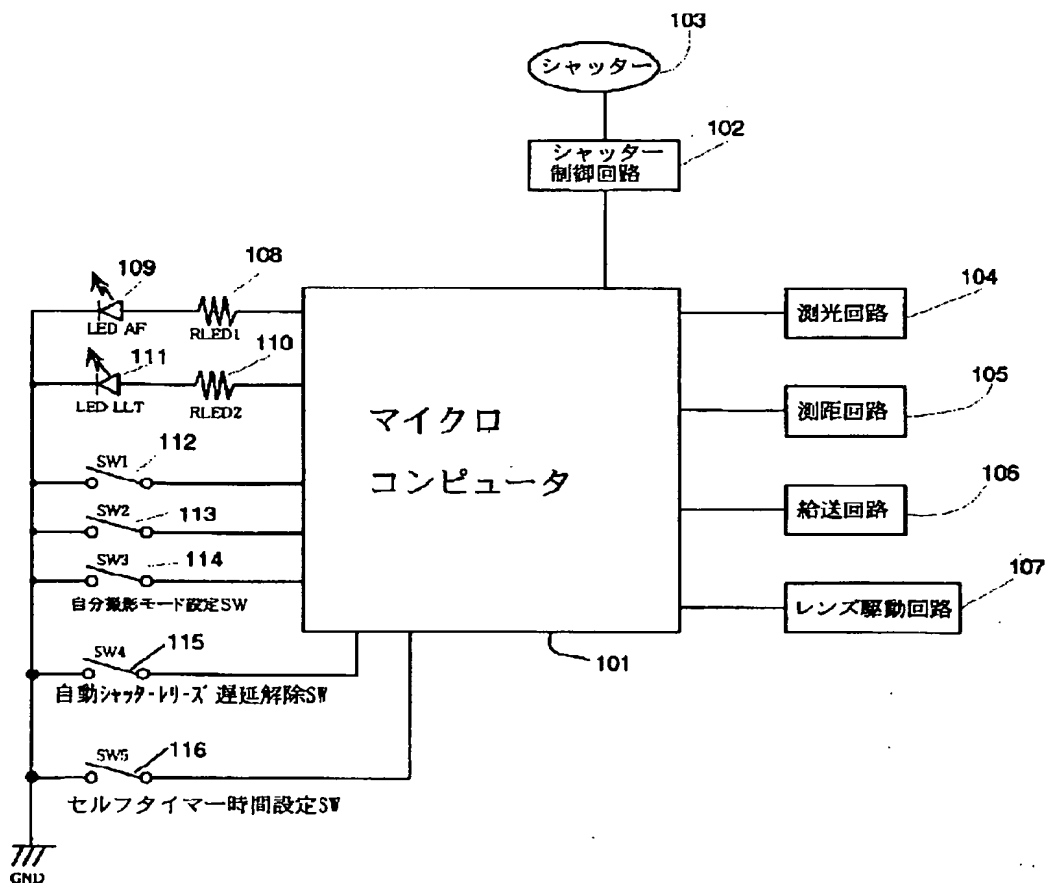 103
シャッター
102
シャッター
制御回路
109
108
LED AF
RLED1
111
110
LED LLT
RLED2
104
測光回路
105
測距回路
マイクロ
コンピュータ
112
SW1
SW2
113
106
給送回路
SW3
114
自分撮影モード設定SW
107
レンズ駆動回路
101
SW4
115
自動シャッターレリーズ 遅延解除SW
SW5
116
セルフタイマー時間設定SW
GND